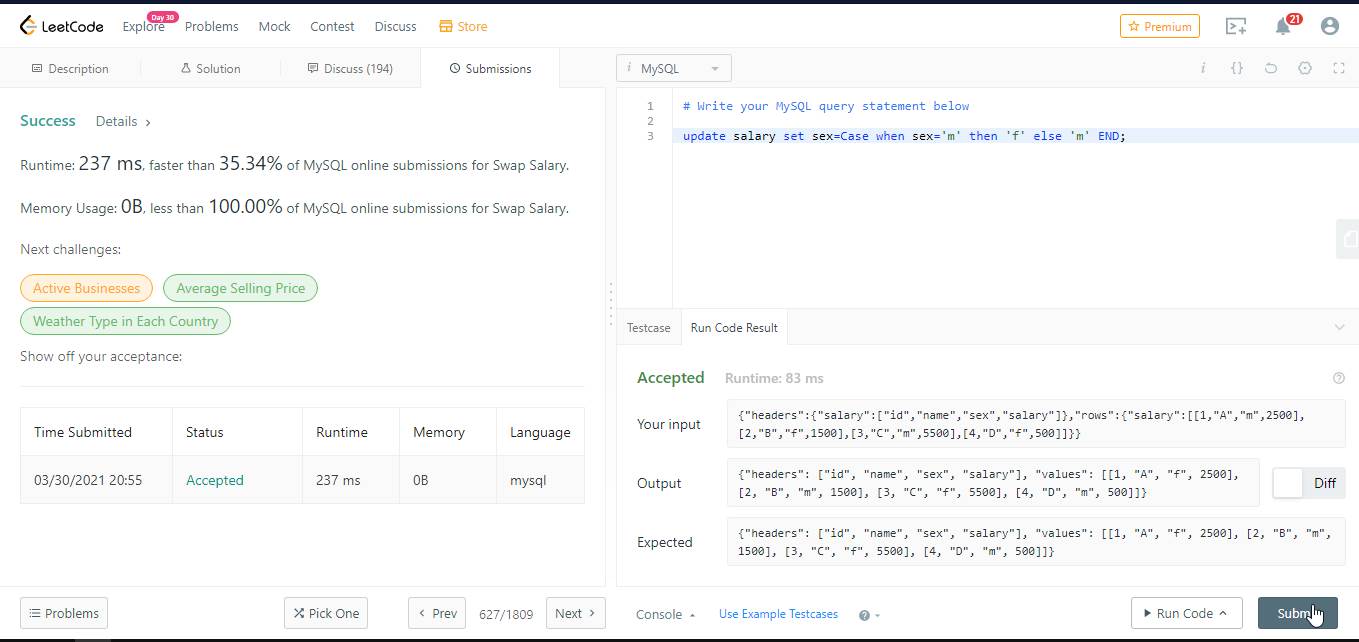 LeetCode
Explore
Day 30
Problems
Mock
Contest
Discuss
Store
Premium
21
Description
Solution
Discuss (194)
Submissions
i MySQL
i {}
Success
Details >
Runtime: 237 ms, faster than 35.34% of MySQL online submissions for Swap Salary.
Memory Usage: 0B, less than 100.00% of MySQL online submissions for Swap Salary.
Next challenges:
Active Businesses
Average Selling Price
Weather Type in Each Country
Show off your acceptance:
Time Submitted
Status
Runtime
Memory
Language
03/30/2021 20:55
Accepted
237 ms
0B
mysql
1 # Write your MySQL query statement below
2
3 update salary set sex=Case when sex='m' then 'f' else 'm' END;
Testcase
Run Code Result
Accepted
Runtime: 83 ms
Your input
{"headers":{"salary":["id","name","sex","salary"]},"rows":{"salary":[[1,"A","m",2500],
[2,"B","f",1500],[3,"C","m",5500],[4,"D","f",500]]}}
Output
{"headers": ["id", "name", "sex", "salary"], "values": [[1, "A", "f", 2500],
[2, "B", "m", 1500], [3, "C", "f", 5500], [4, "D", "m", 500]]}
Diff
Expected
{"headers": ["id", "name", "sex", "salary"], "values": [[1, "A", "f", 2500], [2, "B", "m",
1500], [3, "C", "f", 5500], [4, "D", "m", 500]]}
Problems
Pick One
< Prev
627/1809
Next >
Console
Use Example Testcases
Run Code